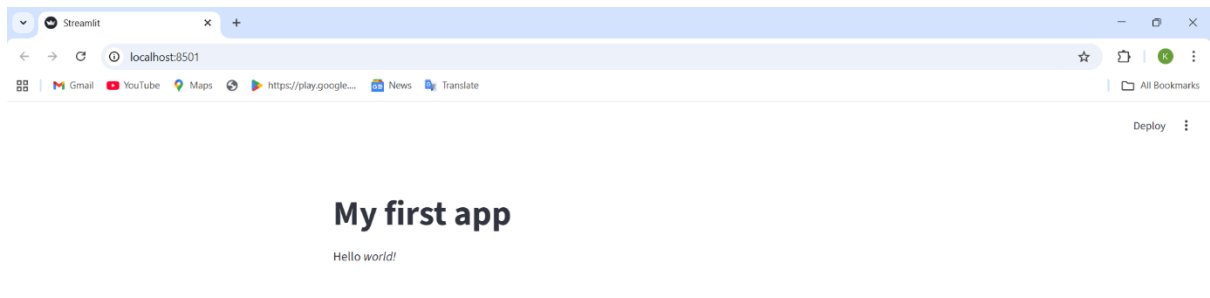 Streamlit
localhost:8501
K
Gmail YouTube Maps https://play.google.... News Translate All Bookmarks
Deploy
My first app
Hello world!